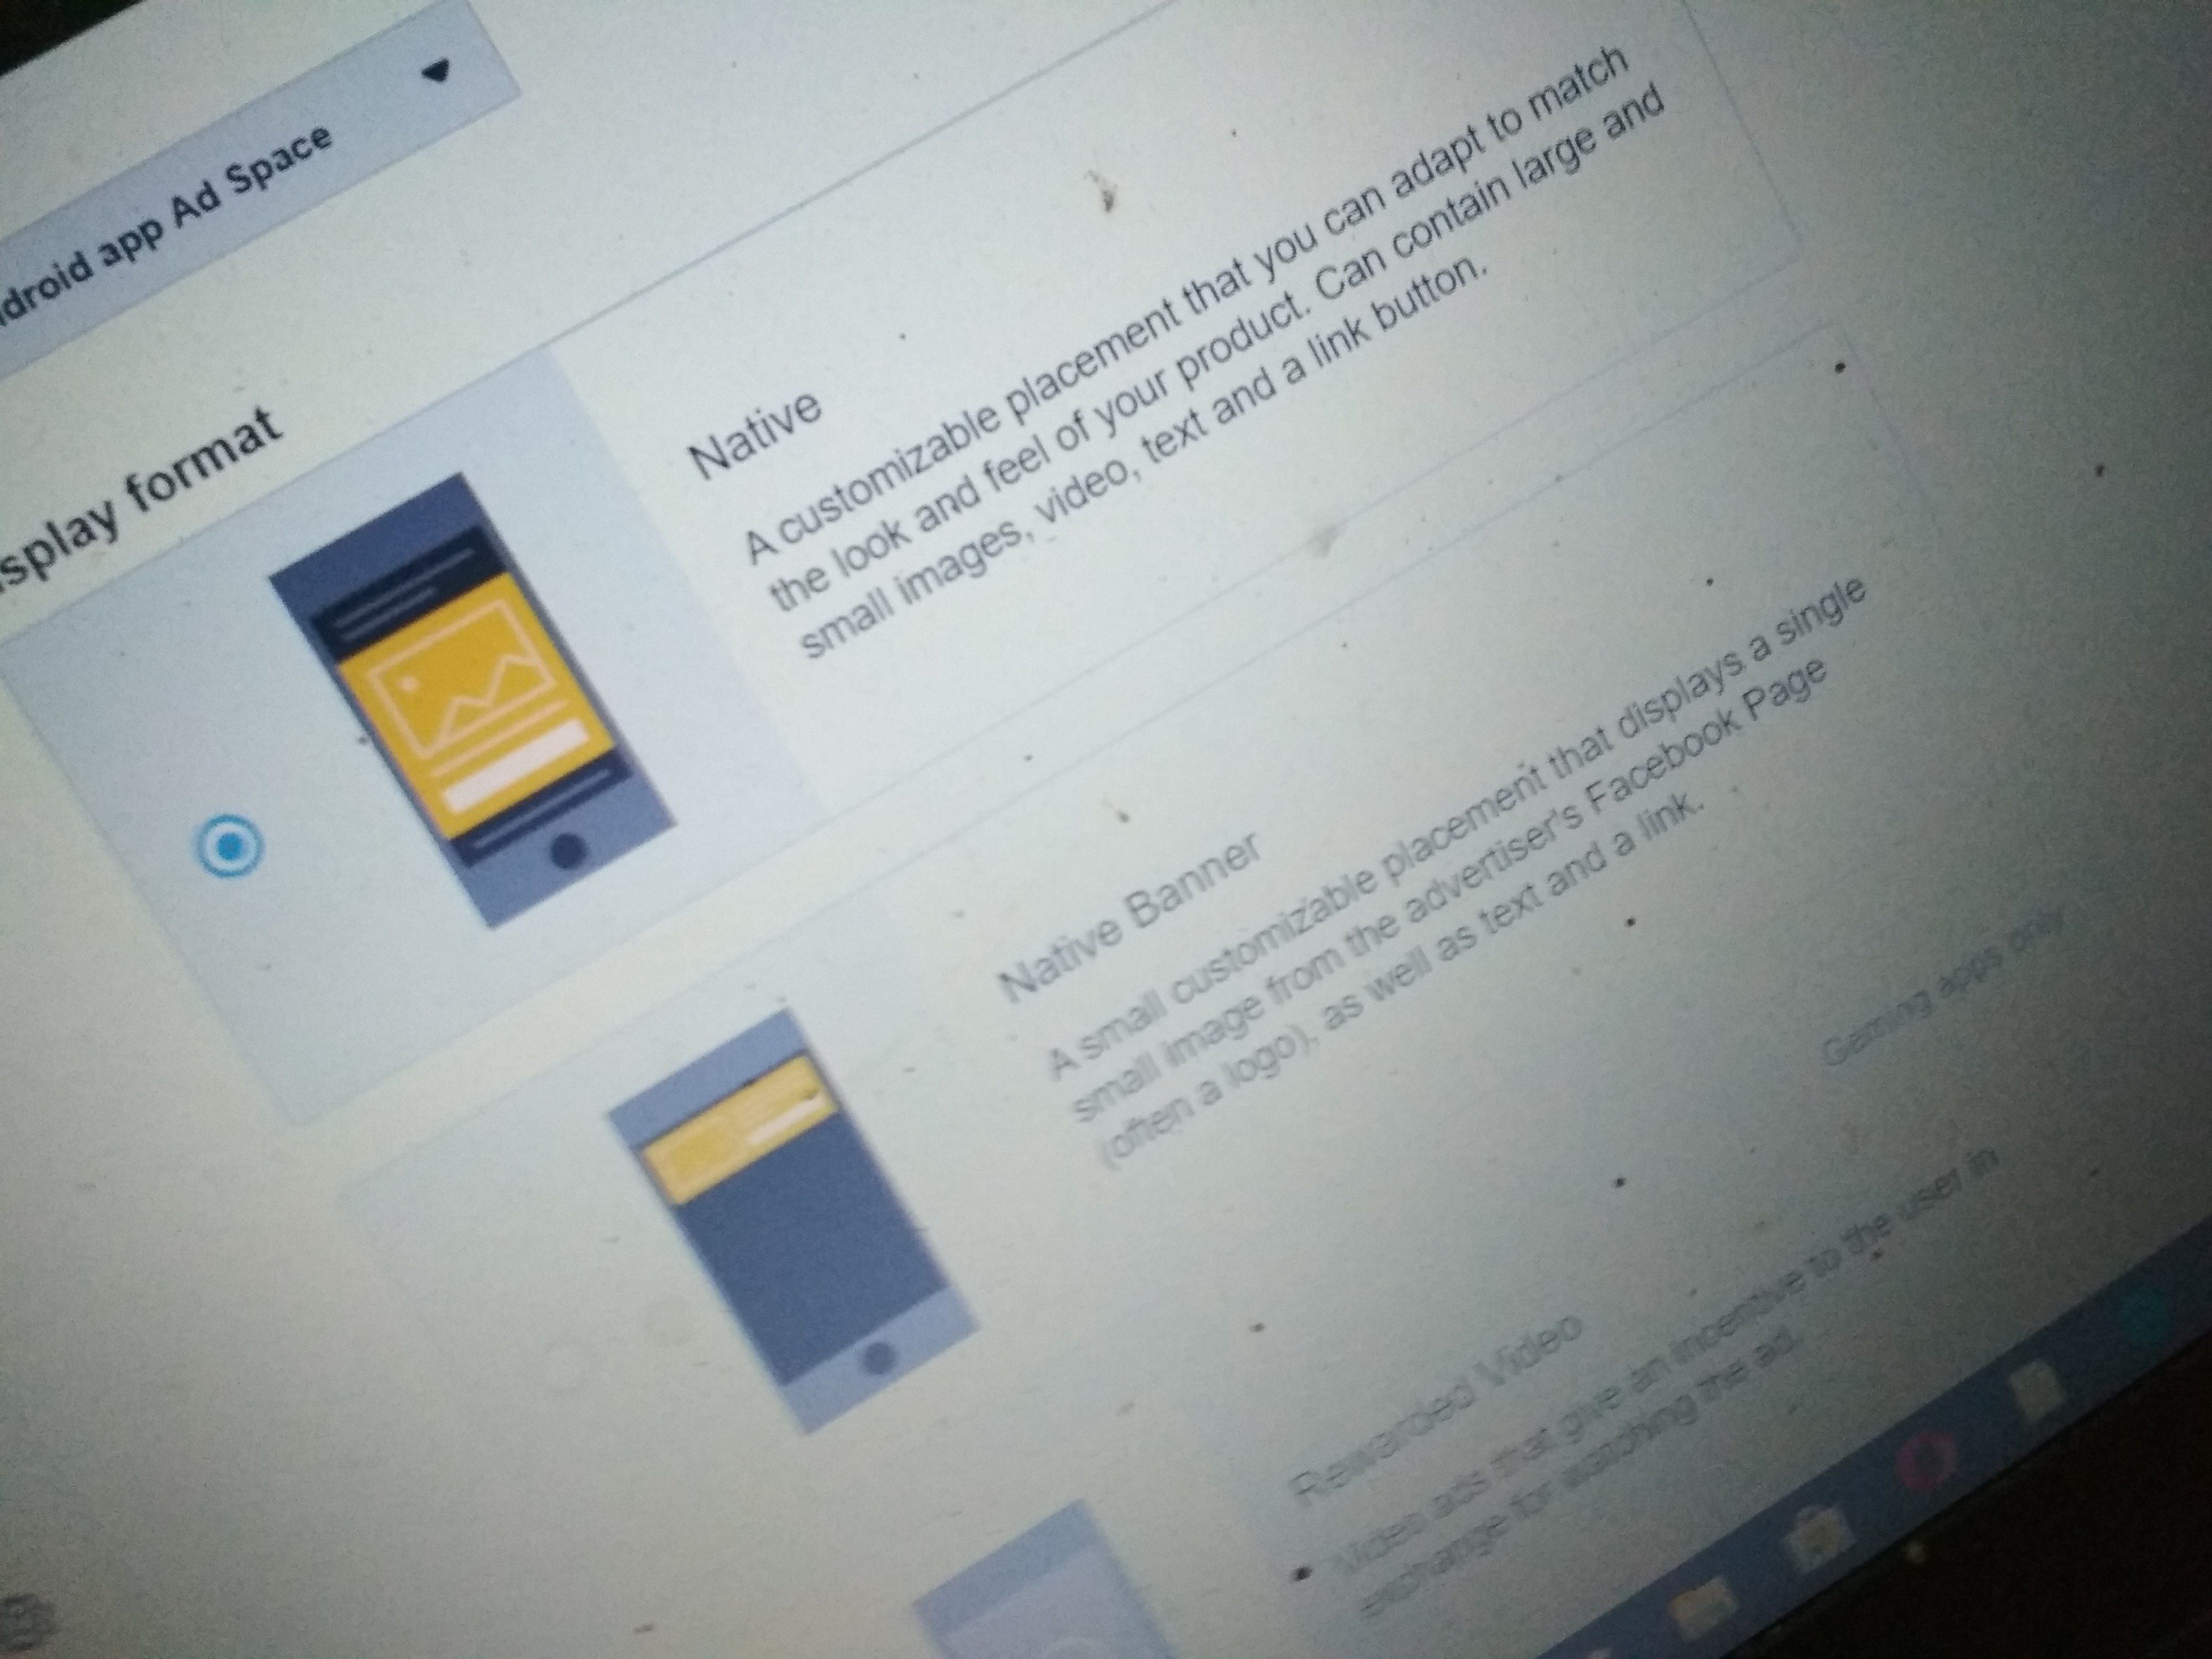 droid app Ad Space
splay format
Native
A customizable placement that you can adapt to match
the look and feel of your product. Can contain large and
small images, video, text and a link button.
Native Banner
A small customizable placement that displays a single
small image from the advertiser's Facebook Page
(often a logo), as well as text and a link.
Gaming apps only
Rewarded Video
Video ads that give an incentive to the user in
exchange for watching the ad.